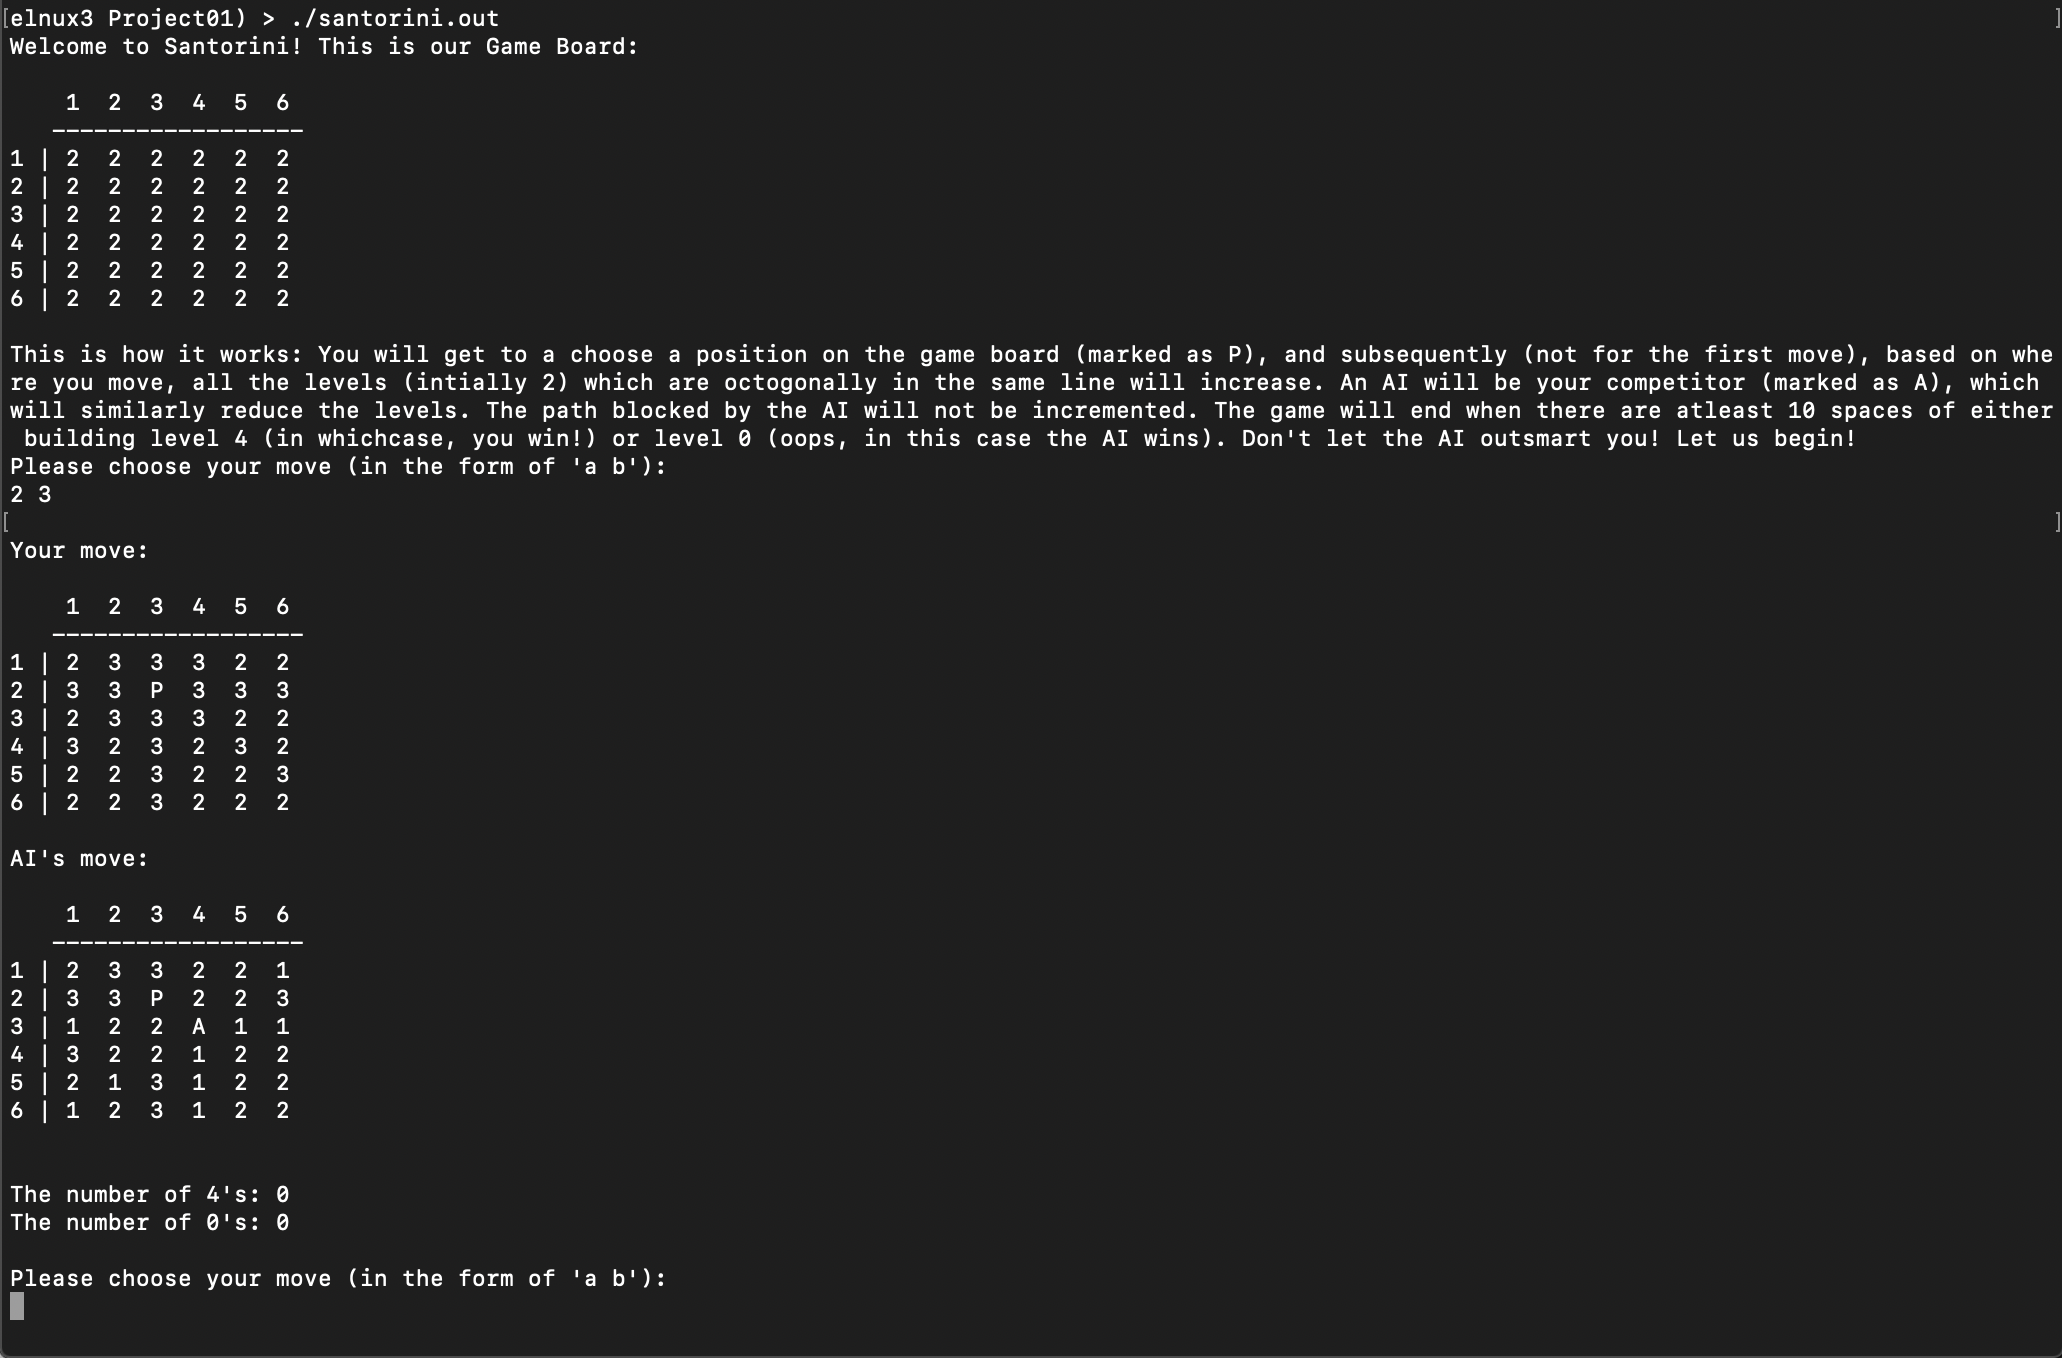 [elnux3 Project01) > ./santorini.out ]
Welcome to Santorini! This is our Game Board:
1 2 3 4 5 6
------------------
1 | 2 2 2 2 2 2
2 | 2 2 2 2 2 2
3 | 2 2 2 2 2 2
4 | 2 2 2 2 2 2
5 | 2 2 2 2 2 2
6 | 2 2 2 2 2 2
This is how it works: You will get to a choose a position on the game board (marked as P), and subsequently (not for the first move), based on whe
re you move, all the levels (intially 2) which are octogonally in the same line will increase. An AI will be your competitor (marked as A), which
will similarly reduce the levels. The path blocked by the AI will not be incremented. The game will end when there are atleast 10 spaces of either
building level 4 (in whichcase, you win!) or level 0 (oops, in this case the AI wins). Don't let the AI outsmart you! Let us begin!
Please choose your move (in the form of 'a b'):
2 3
[ ]
Your move:
1 2 3 4 5 6
------------------
1 | 2 3 3 3 2 2
2 | 3 3 P 3 3 3
3 | 2 3 3 3 2 2
4 | 3 2 3 2 3 2
5 | 2 2 3 2 2 3
6 | 2 2 3 2 2 2
AI's move:
1 2 3 4 5 6
------------------
1 | 2 3 3 2 2 1
2 | 3 3 P 2 2 3
3 | 1 2 2 A 1 1
4 | 3 2 2 1 2 2
5 | 2 1 3 1 2 2
6 | 1 2 3 1 2 2
The number of 4's: 0
The number of 0's: 0
Please choose your move (in the form of 'a b'):